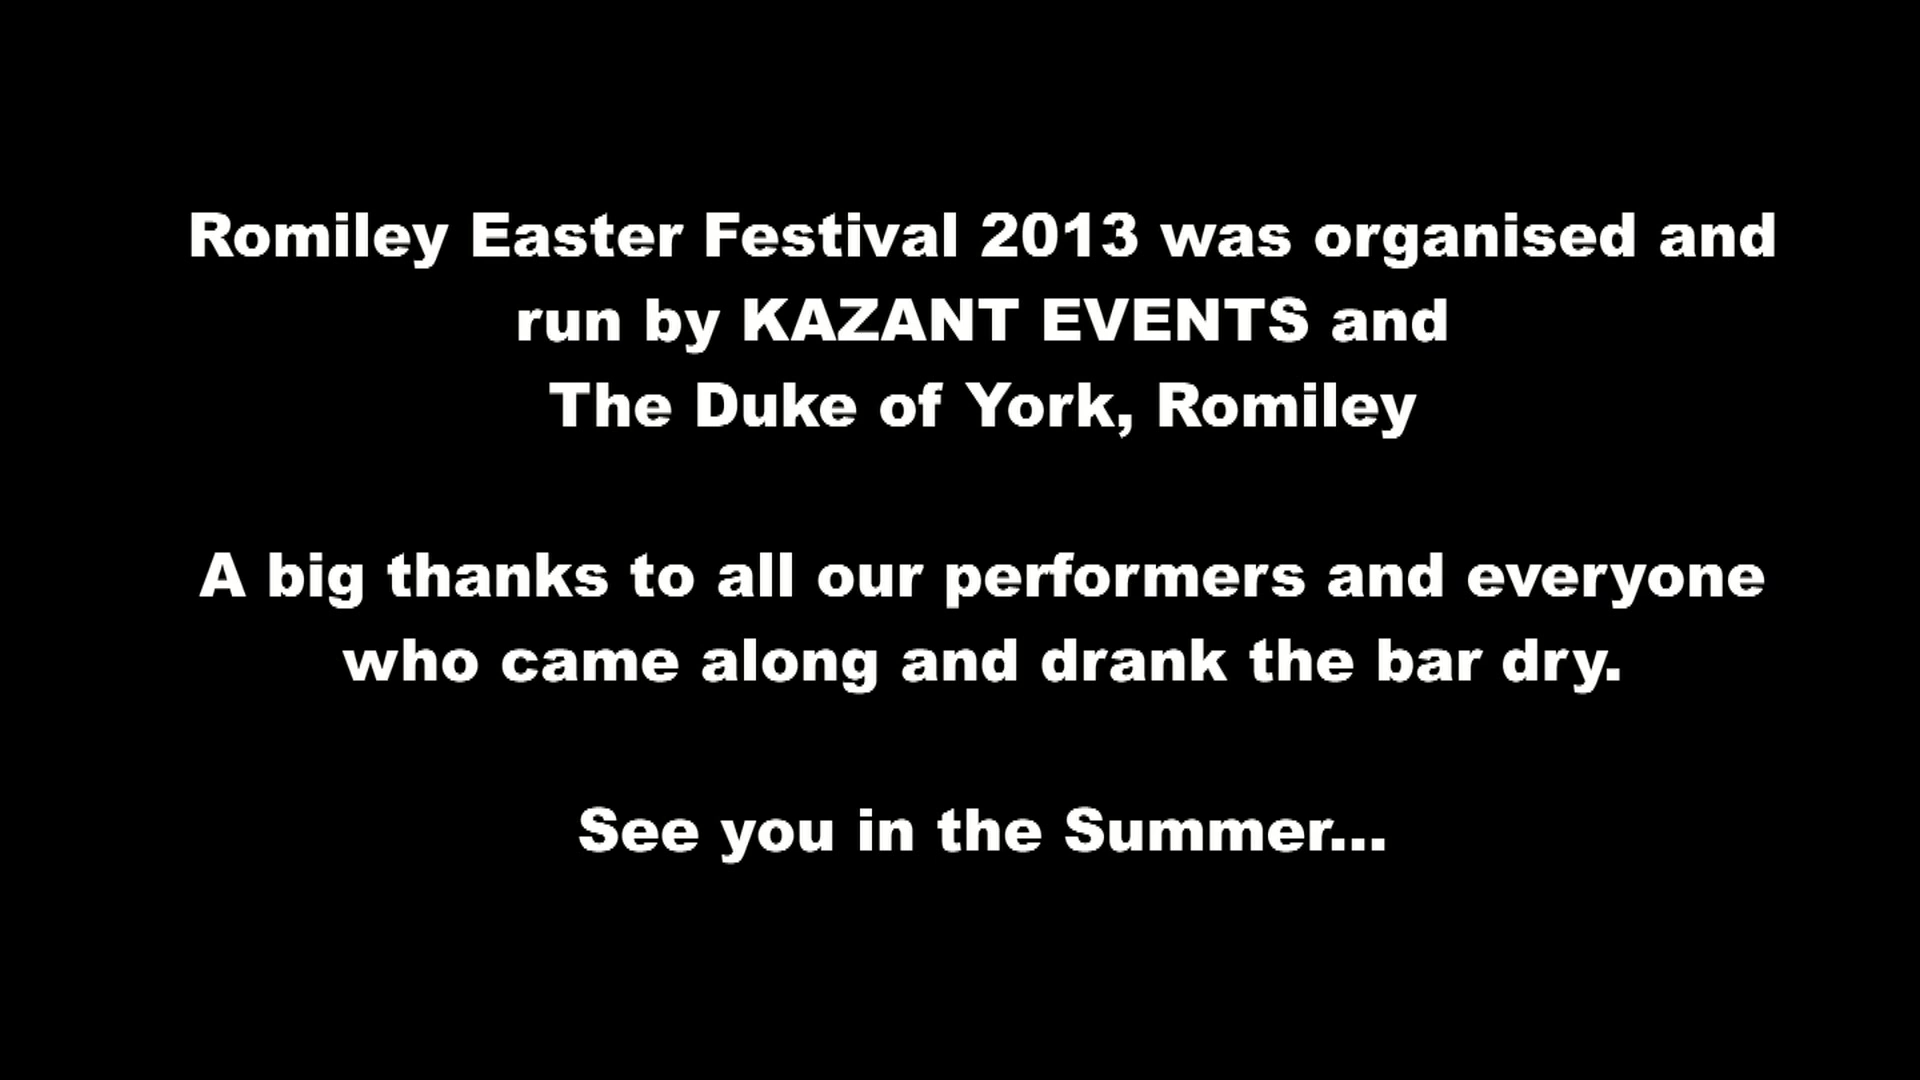 Romiley Easter Festival 2013 was organised and
run by KAZANT EVENTS and
The Duke of York, Romiley
A big thanks to all our performers and everyone
who came along and drank the bar dry.
See you in the Summer...